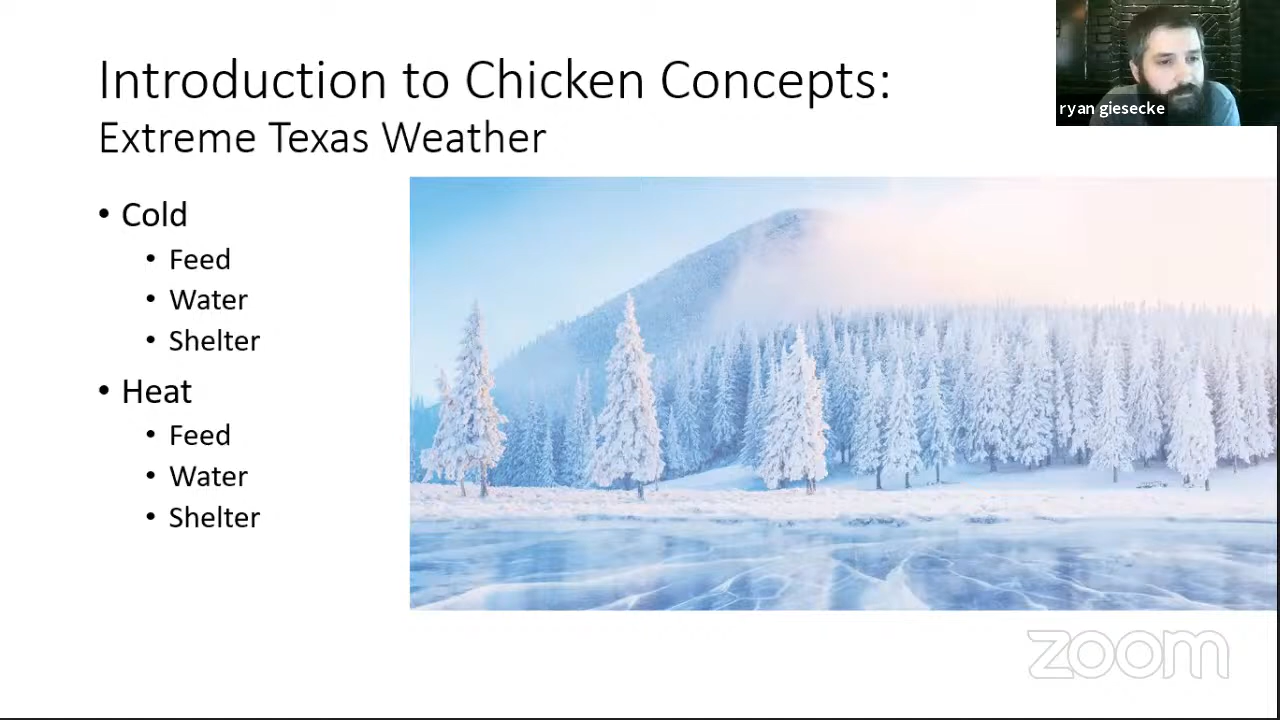 Introduction to Chicken Concepts:
Extreme Texas Weather
ryan giesecke
• Cold
• Feed
• Water
• Shelter
• Heat
• Feed
• Water
• Shelter
zoom